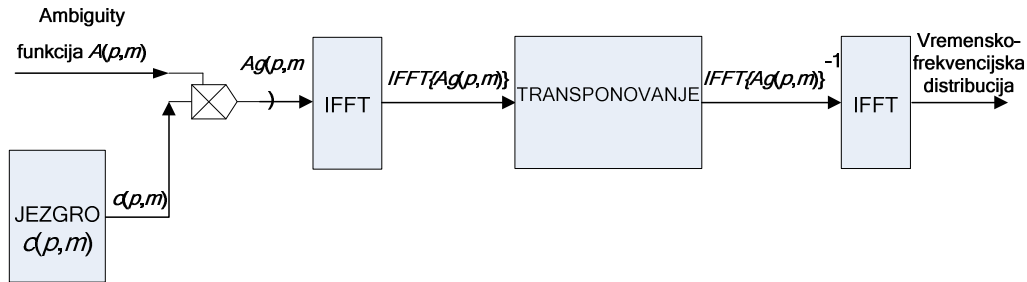 Ambiguity
funkcija A(p,m)
Ag(p,m
)
IFFT
IFFT{Ag(p,m)}
TRANSPONOVANJE
IFFT{Ag(p,m)}
-1
IFFT
Vremensko-
frekvencijska
distribucija
c(p,m)
JEZGRO
c(p,m)